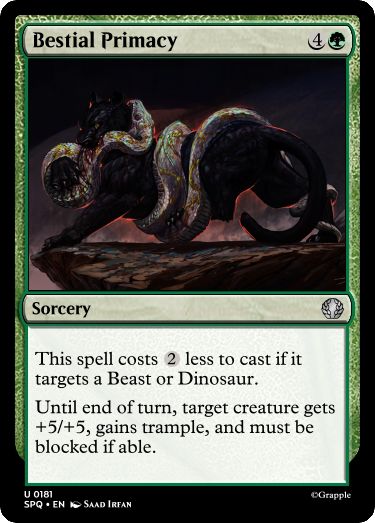 Bestial Primacy 4
Sorcery
This spell costs 2 less to cast if it
targets a Beast or Dinosaur.
Until end of turn, target creature gets
+5/+5, gains trample, and must be
blocked if able.
U 0181
SPQ • EN Saad Irfan
©Grapple